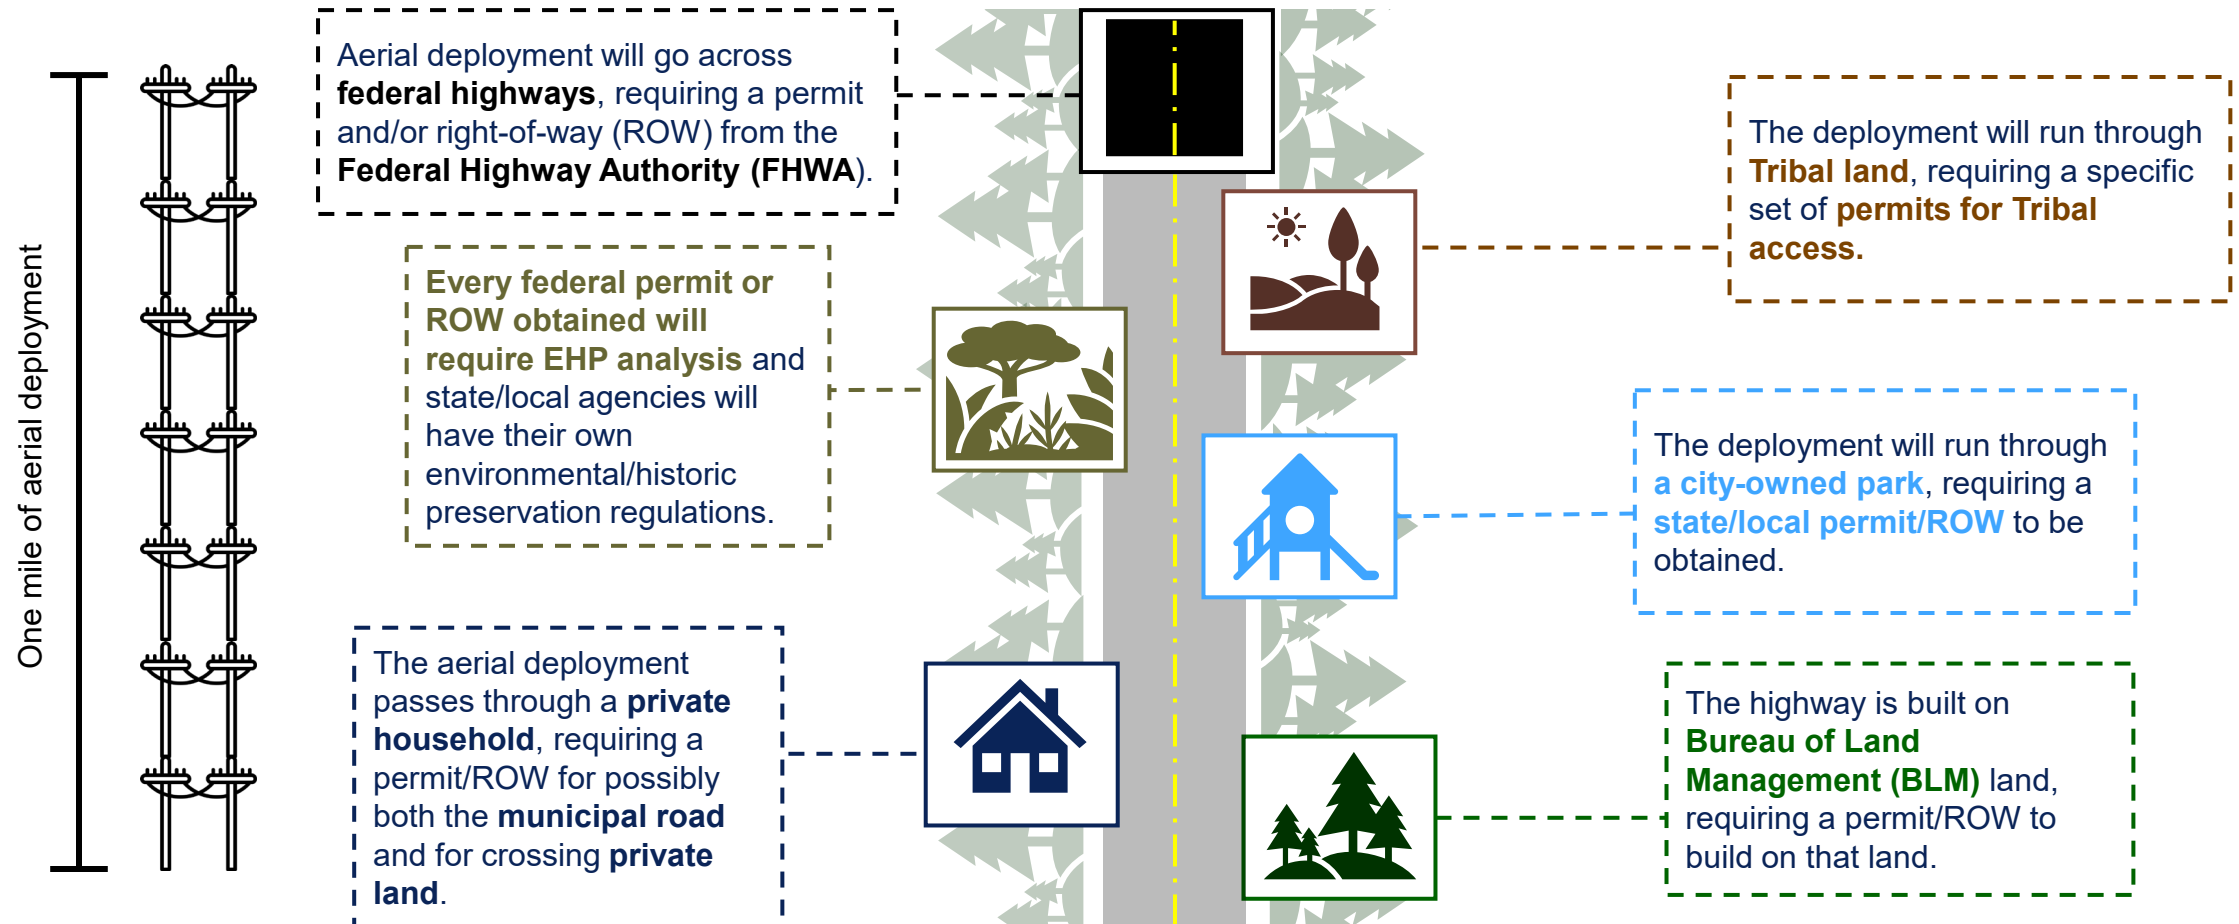 One mile of aerial deployment
Aerial deployment will go across
federal highways, requiring a permit
and/or right-of-way (ROW) from the
Federal Highway Authority (FHWA).
Every federal permit or
ROW obtained will
require EHP analysis and
state/local agencies will
have their own
environmental/historic
preservation regulations.
The aerial deployment
passes through a private
household, requiring a
permit/ROW for possibly
both the municipal road
and for crossing private
land.
The deployment will run through
Tribal land, requiring a specific
set of permits for Tribal
access.
The deployment will run through
a city-owned park, requiring a
state/local permit/ROW to be
obtained.
The highway is built on
Bureau of Land
Management (BLM) land,
requiring a permit/ROW to
build on that land.